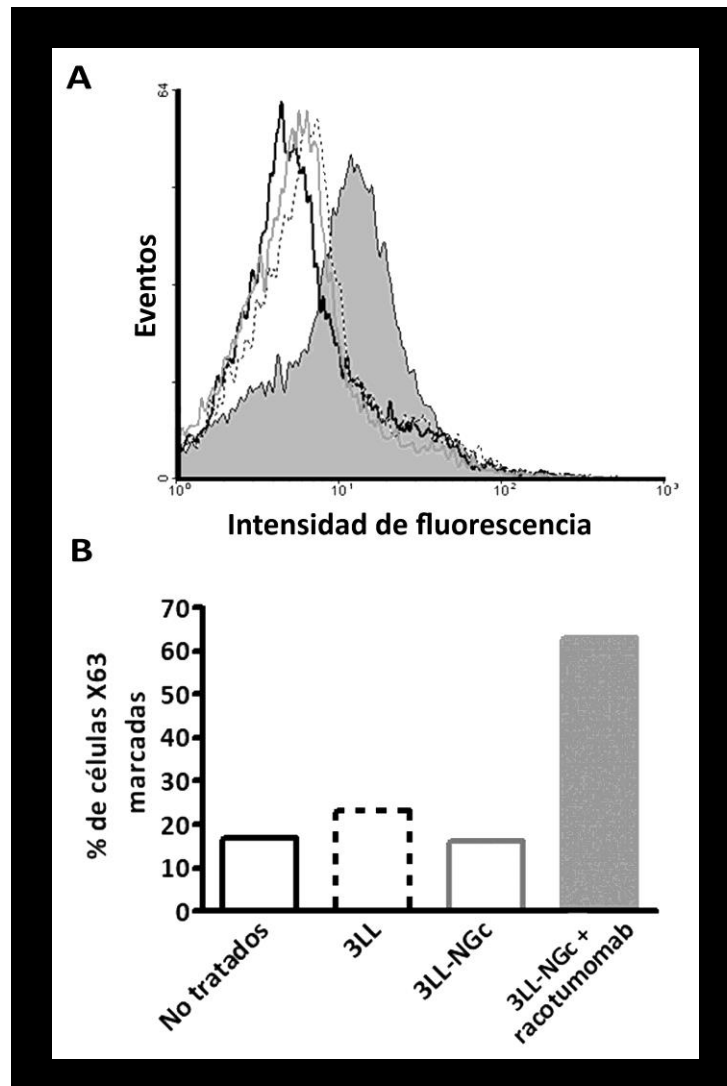 A
64
Eventos
0
10⁰
10¹
10²
10³
Intensidad de fluorescencia
B
% de células X63
marcadas
70
60
50
40
30
20
10
0
No tratados
3LL
3LL-NGc
3LL-NGc +
racotumomab